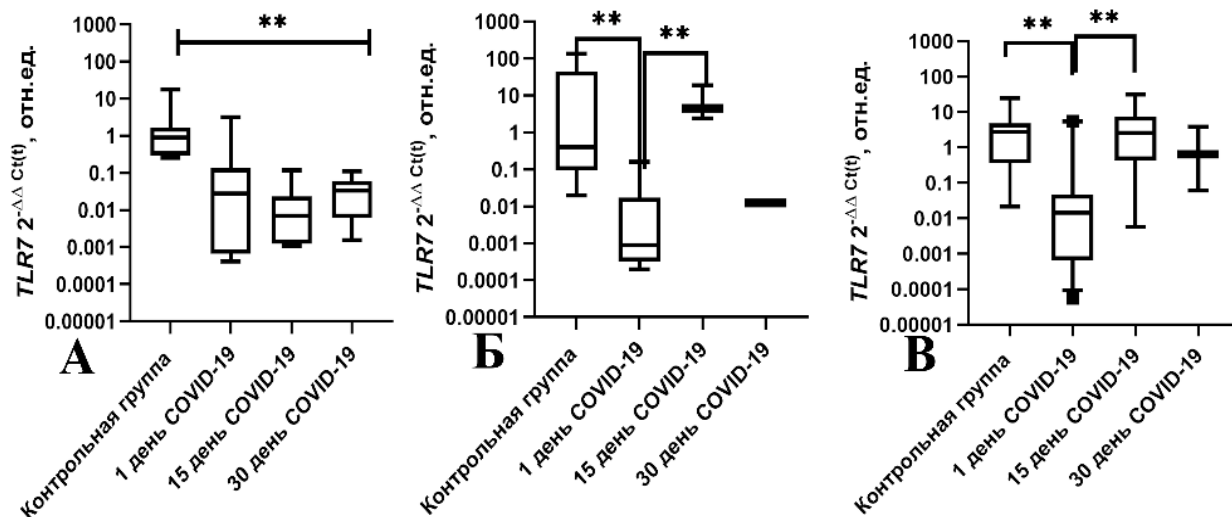 **
1000
100
10
1
0.1
0.01
0.001
0.0001
0.00001
TLR7 2^-ΔΔ Ct(t), отн.ед.
А
Контрольная группа
1 день COVID-19
15 день COVID-19
30 день COVID-19
**
**
1000
100
10
1
0.1
0.01
0.001
0.0001
0.00001
TLR7 2^-ΔΔ Ct(t), отн.ед.
Б
Контрольная группа
1 день COVID-19
15 день COVID-19
30 день COVID-19
**
**
1000
100
10
1
0.1
0.01
0.001
0.0001
0.00001
TLR7 2^-ΔΔ Ct(t), отн.ед.
В
Контрольная группа
1 день COVID-19
15 день COVID-19
30 день COVID-19